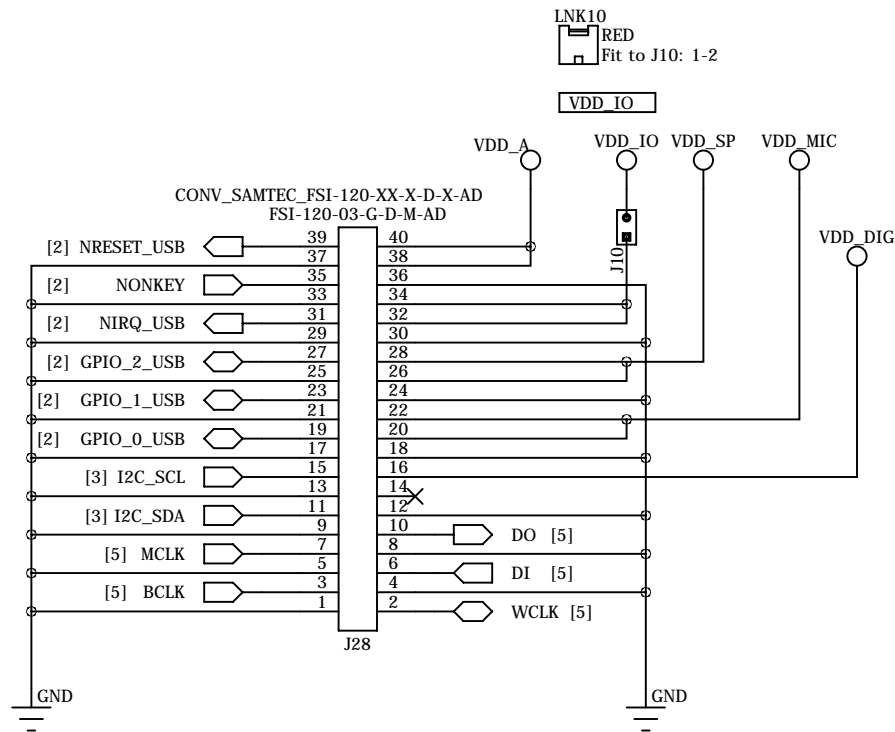 LNK10
RED
Fit to J10: 1-2
VDD_IO
VDD_A
VDD_IO
VDD_SP
VDD_MIC
VDD_DIG
CONV_SAMTEC_FSI-120-XX-X-D-X-AD
FSI-120-03-G-D-M-AD
J10
[2] NRESET_USB 39 40
37 38
[2] NONKEY 35 36
33 34
[2] NIRQ_USB 31 32
29 30
[2] GPIO_2_USB 27 28
25 26
[2] GPIO_1_USB 23 24
21 22
[2] GPIO_0_USB 19 20
17 18
[3] I2C_SCL 15 16
13 14
[3] I2C_SDA 11 12
9 10 DO [5]
[5] MCLK 7 8
5 6 DI [5]
[5] BCLK 3 4
1 2 WCLK [5]
J28
GND
GND